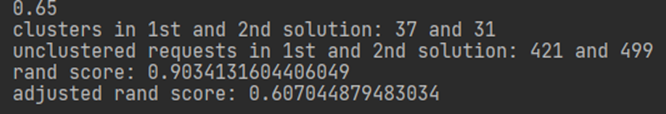 0.65
clusters in 1st and 2nd solution: 37 and 31
unclustered requests in 1st and 2nd solution: 421 and 499
rand score: 0.9034131604406049
adjusted rand score: 0.607044879483034